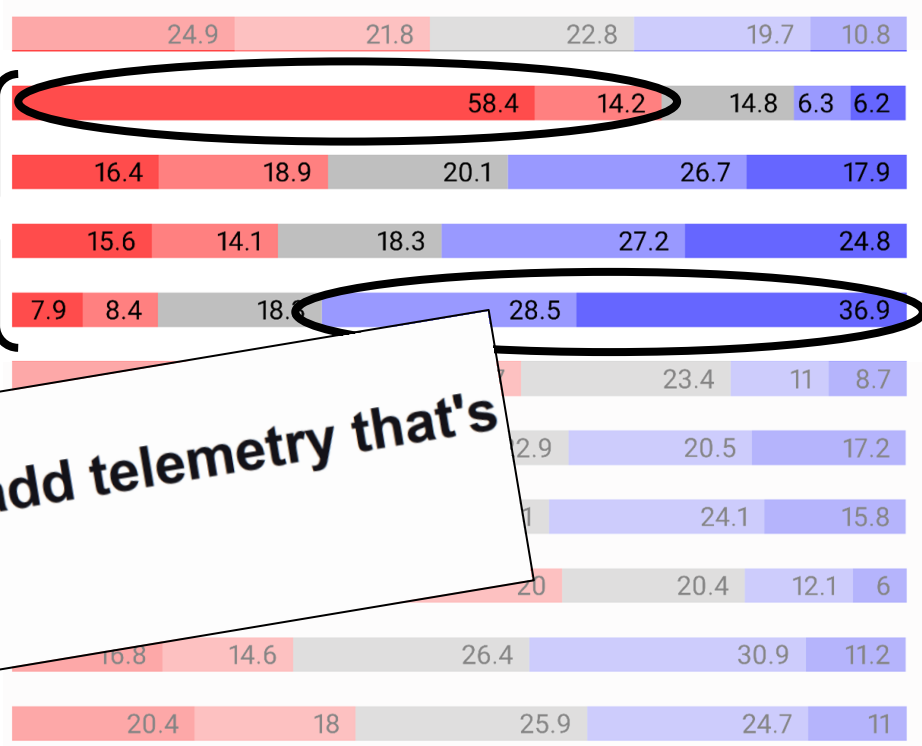 24.9 21.8 22.8 19.7 10.8
58.4 14.2 14.8 6.3 6.2
16.4 18.9 20.1 26.7 17.9
15.6 14.1 18.3 27.2 24.8
7.9 8.4 28.5 36.9
23.4 11 8.7
add telemetry that's
20.5 17.2
24.1 15.8
20 20.4 12.1 6
16.8 14.6 26.4 30.9 11.2
20.4 18 25.9 24.7 11